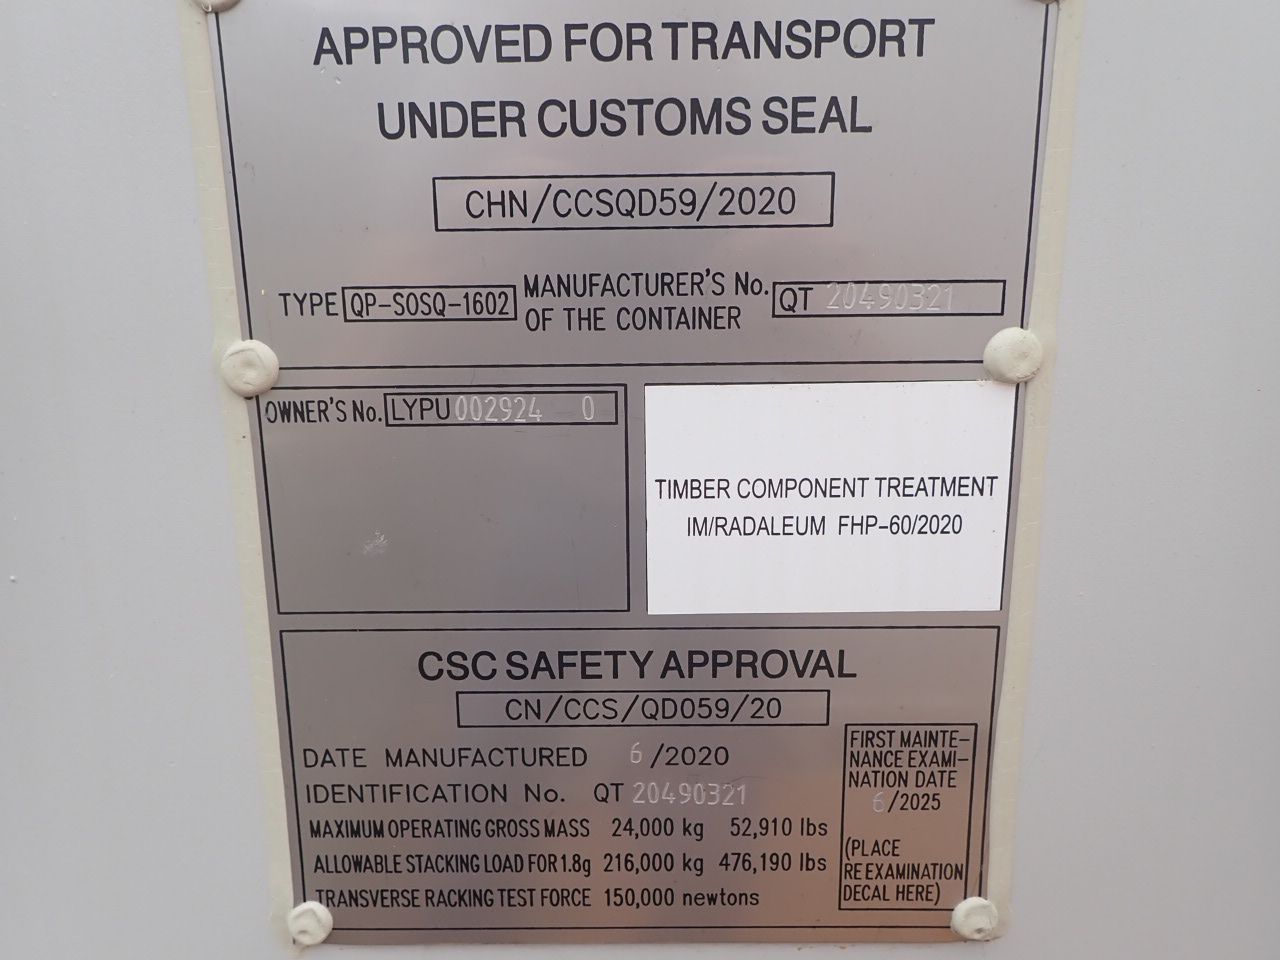 APPROVED FOR TRANSPORT
UNDER CUSTOMS SEAL
CHN/CCSQD59/2020
TYPE QP-SOSQ-1602 MANUFACTURER'S No. OF THE CONTAINER QT 20490321
OWNER'S No. LYPU 002924 0
TIMBER COMPONENT TREATMENT
IM/RADALEUM FHP-60/2020
CSC SAFETY APPROVAL
CN/CCS/QD059/20
DATE MANUFACTURED 6/2020
IDENTIFICATION No. QT 20490321
MAXIMUM OPERATING GROSS MASS 24,000 kg 52,910 lbs
ALLOWABLE STACKING LOAD FOR 1.8g 216,000 kg 476,190 lbs
TRANSVERSE RACKING TEST FORCE 150,000 newtons
FIRST MAINTE-
NANCE EXAMI-
NATION DATE
6/2025
(PLACE
REEXAMINATION
DECAL HERE)